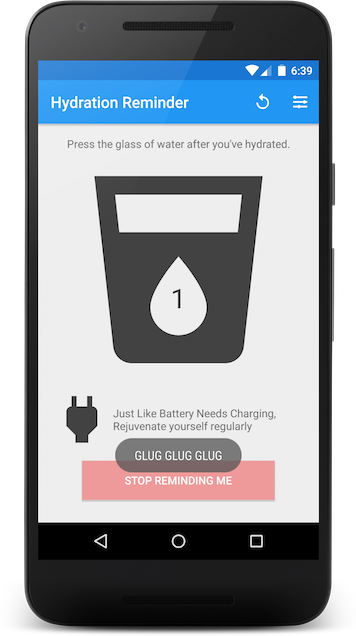 6:39
Hydration Reminder
Press the glass of water after you've hydrated.
1
Just Like Battery Needs Charging,
Rejuvenate yourself regularly
GLUG GLUG GLUG
STOP REMINDING ME